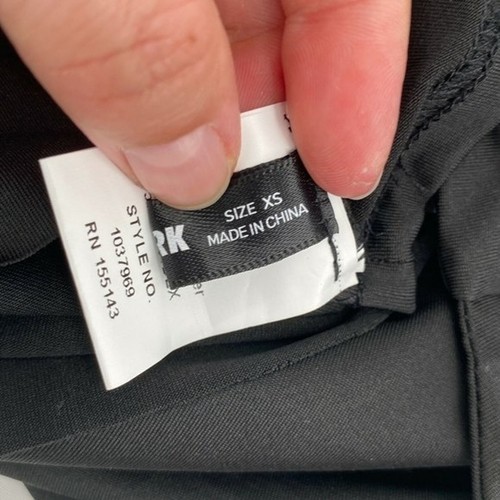 RK
SIZE XS
MADE IN CHINA
STYLE NO.
1037969
RN 155143